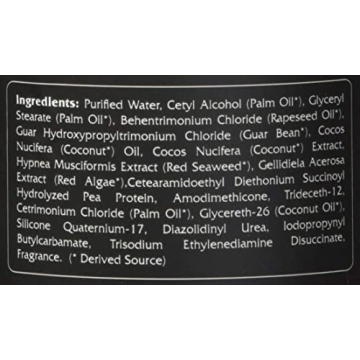 Ingredients: Purified Water, Cetyl Alcohol (Palm Oil*), Glyceryl
Stearate (Palm Oil*), Behentrimonium Chloride (Rapeseed Oil*),
Guar Hydroxypropyltrimonium Chloride (Guar Bean*), Cocos
Nucifera (Coconut*) Oil, Cocos Nucifera (Coconut*) Extract,
Hypnea Musciformis Extract (Red Seaweed*), Gellidiela Acerosa
Extract (Red Algae*),Cetearamidoethyl Diethonium Succinoyl
Hydrolyzed Pea Protein, Amodimethicone, Trideceth-12,
Cetrimonium Chloride (Palm Oil*), Glycereth-26 (Coconut Oil*),
Silicone Quaternium-17, Diazolidinyl Urea, Iodopropynyl
Butylcarbamate, Trisodium Ethylenediamine Disuccinate,
Fragrance. (* Derived Source)